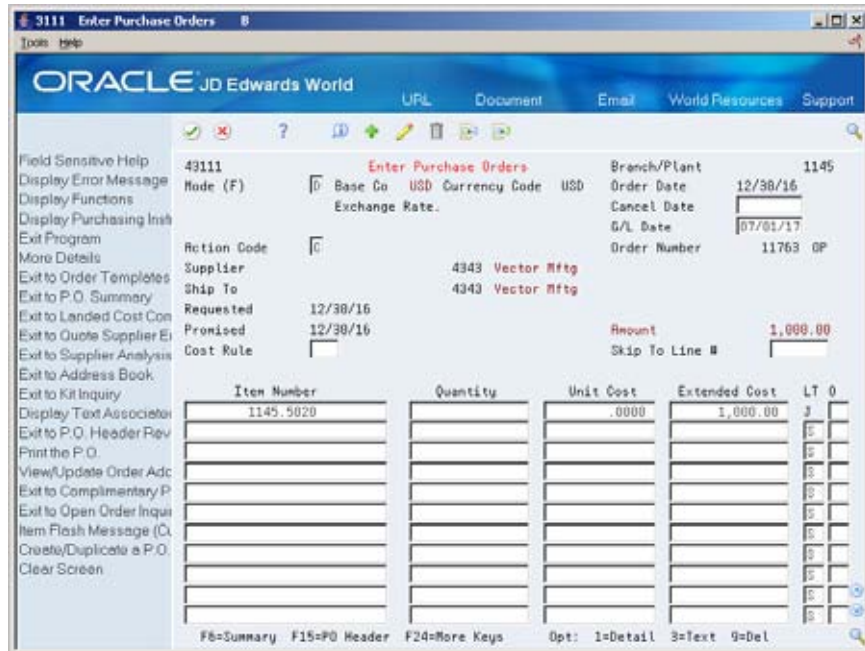 3111 Enter Purchase Orders B
Tools Help
ORACLE JD Edwards World
URL Document Email World Resources Support
?
Field Sensitive Help
Display Error Message
Display Functions
Display Purchasing Inst
Exit Program
More Details
Exit to Order Templates
Exit to P.O. Summary
Exit to Landed Cost Con
Exit to Quote Supplier E
Exit to Supplier Analysis
Exit to Address Book
Exit to Kit Inquiry
Display Text Associate
Exit to P.O. Header Rev
Print the P.O.
View/Update Order Adc
Exit to Complimentary P
Exit to Open Order Inqui
Item Flash Message (Cu
Create/Duplicate a P.O.
Clear Screen
43111 Enter Purchase Orders Branch/Plant 1145
Mode (F) D Base Co USD Currency Code USD Order Date 12/30/16
Exchange Rate. Cancel Date
G/L Date 07/01/17
Action Code C Order Number 11763 OP
Supplier 4343 Vector Mftg
Ship To 4343 Vector Mftg
Requested 12/30/16
Promised 12/30/16 Amount 1,000.00
Cost Rule Skip To Line #
Item Number Quantity Unit Cost Extended Cost LT O
1145.5020 .0000 1,000.00 J
S
S
S
S
S
S
S
S
S
S
F6=Summary F15=PO Header F24=More Keys Opt: 1=Detail 3=Text 9=Del